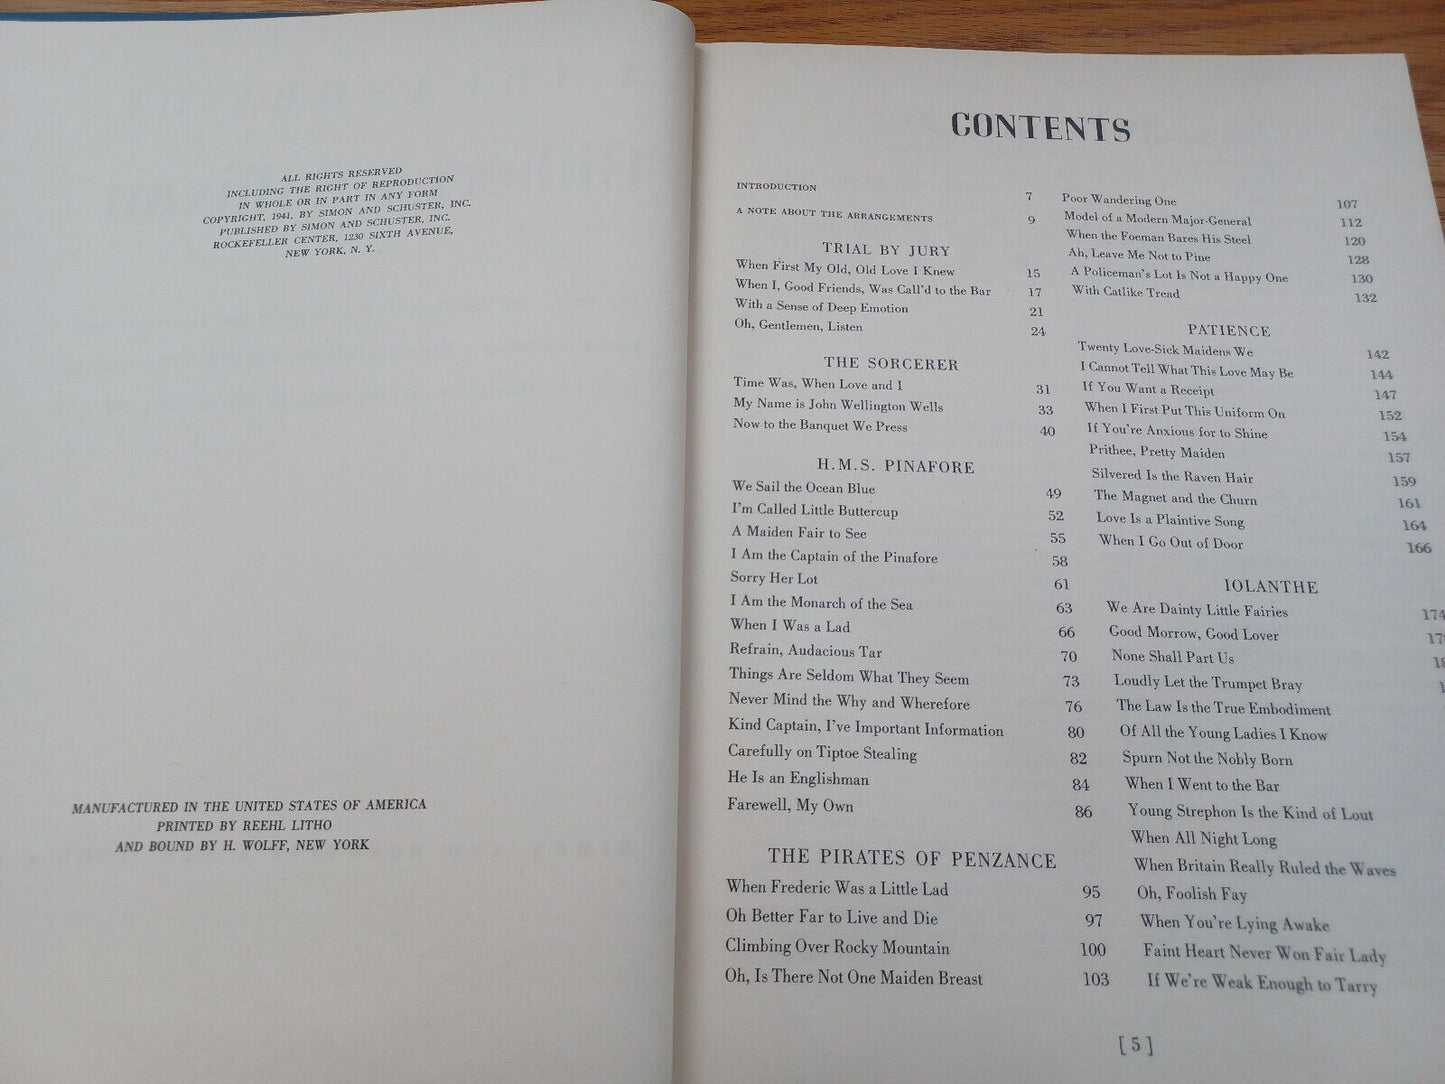 ALL RIGHTS RESERVED
INCLUDING THE RIGHT OF REPRODUCTION
IN WHOLE OR IN PART IN ANY FORM
COPYRIGHT, 1941, BY SIMON AND SCHUSTER, INC.
PUBLISHED BY SIMON AND SCHUSTER, INC.
ROCKEFELLER CENTER, 1230 SIXTH AVENUE,
NEW YORK, N. Y.
MANUFACTURED IN THE UNITED STATES OF AMERICA
PRINTED BY REEHL LITHO
AND BOUND BY H. WOLFF, NEW YORK
CONTENTS
INTRODUCTION 7
A NOTE ABOUT THE ARRANGEMENTS 9
TRIAL BY JURY
When First My Old, Old Love I Knew 15
When I, Good Friends, Was Call'd to the Bar 17
With a Sense of Deep Emotion 21
Oh, Gentlemen, Listen 24
THE SORCERER
Time Was, When Love and I 31
My Name is John Wellington Wells 33
Now to the Banquet We Press 40
H.M.S. PINAFORE
We Sail the Ocean Blue 49
I'm Called Little Buttercup 52
A Maiden Fair to See 55
I Am the Captain of the Pinafore 58
Sorry Her Lot 61
I Am the Monarch of the Sea 63
When I Was a Lad 66
Refrain, Audacious Tar 70
Things Are Seldom What They Seem 73
Never Mind the Why and Wherefore 76
Kind Captain, I've Important Information 80
Carefully on Tiptoe Stealing 82
He Is an Englishman 84
Farewell, My Own 86
THE PIRATES OF PENZANCE
When Frederic Was a Little Lad 95
Oh Better Far to Live and Die 97
Climbing Over Rocky Mountain 100
Oh, Is There Not One Maiden Breast 103
Poor Wandering One 107
Model of a Modern Major-General 112
When the Foeman Bares His Steel 120
Ah, Leave Me Not to Pine 128
A Policeman's Lot Is Not a Happy One 130
With Catlike Tread 132
PATIENCE
Twenty Love-Sick Maidens We 142
I Cannot Tell What This Love May Be 144
If You Want a Receipt 147
When I First Put This Uniform On 152
If You're Anxious for to Shine 154
Prithee, Pretty Maiden 157
Silvered Is the Raven Hair 159
The Magnet and the Churn 161
Love Is a Plaintive Song 164
When I Go Out of Door 166
IOLANTHE
We Are Dainty Little Fairies 174
Good Morrow, Good Lover
None Shall Part Us
Loudly Let the Trumpet Bray
The Law Is the True Embodiment
Of All the Young Ladies I Know
Spurn Not the Nobly Born
When I Went to the Bar
Young Strephon Is the Kind of Lout
When All Night Long
When Britain Really Ruled the Waves
Oh, Foolish Fay
When You're Lying Awake
Faint Heart Never Won Fair Lady
If We're Weak Enough to Tarry
[ 5 ]